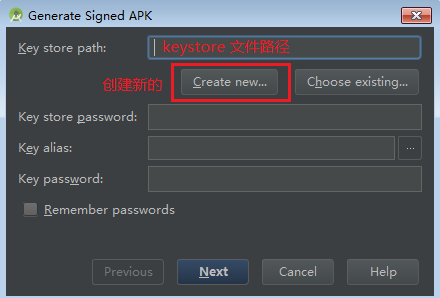 Generate Signed APK
Key store path: keystore 文件路径
创建新的 Create new... Choose existing...
Key store password:
Key alias: ...
Key password:
Remember passwords
Previous Next Cancel Help